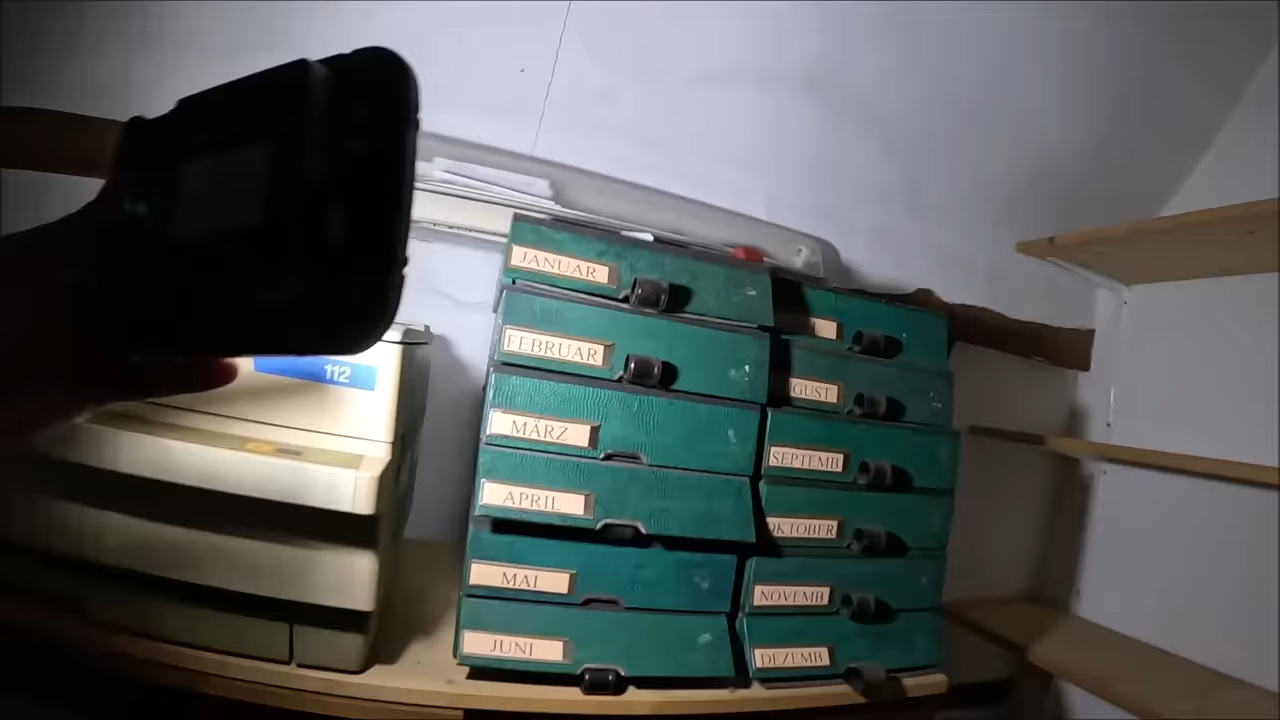 112
JANUAR
FEBRUAR
MÄRZ
APRIL
MAI
JUNI
GUST
SEPTEMB
OKTOBER
NOVEMB
DEZEMB